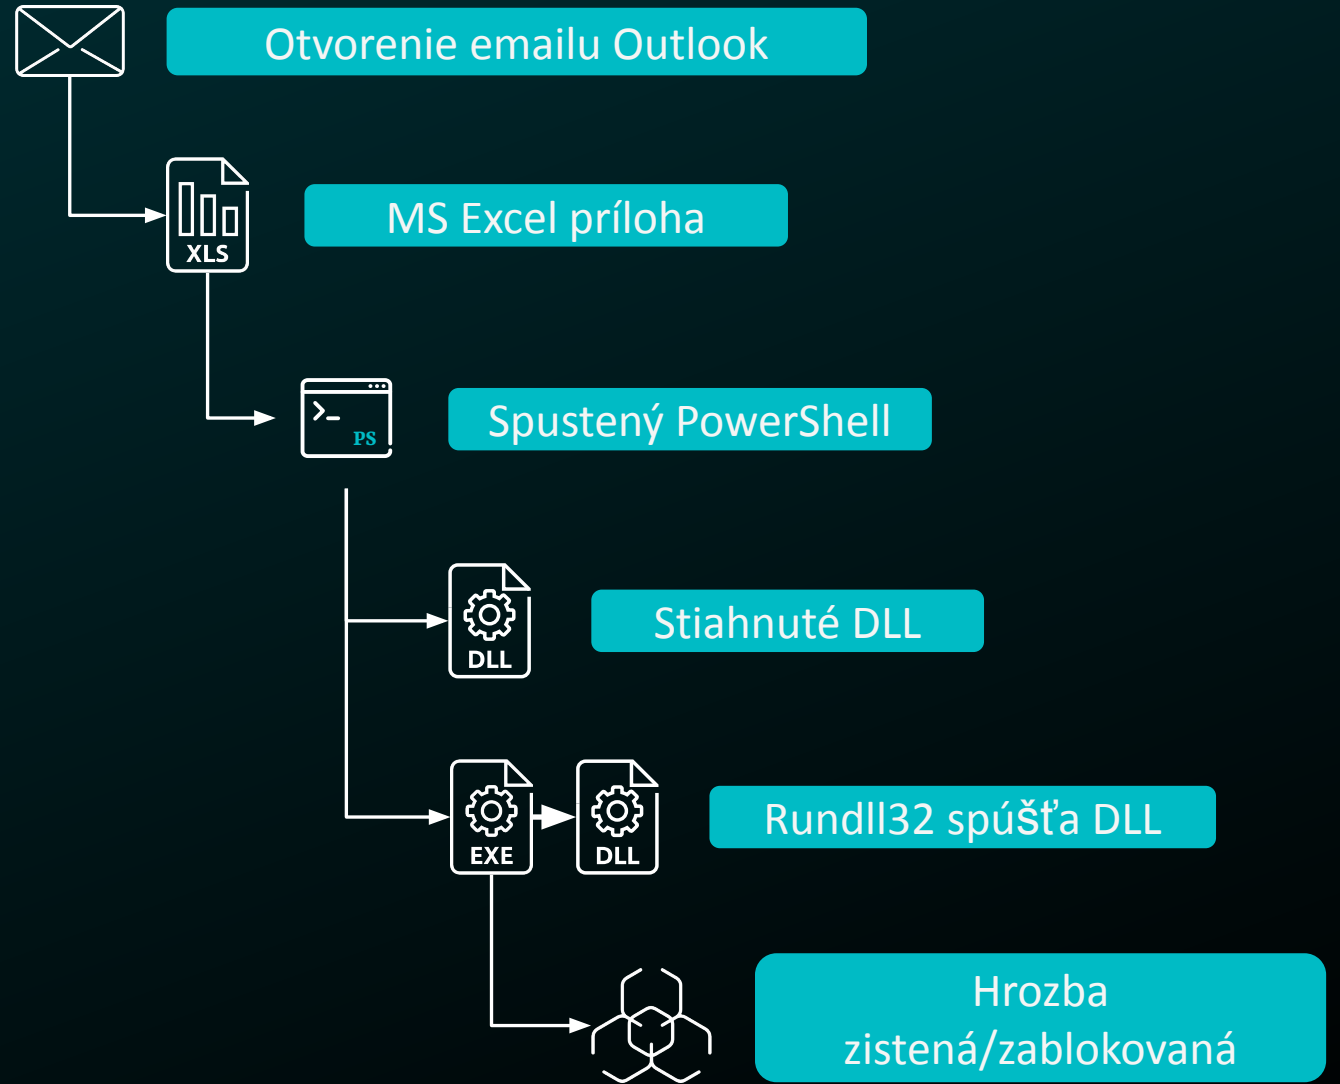 Otvorenie emailu Outlook
XLS
MS Excel príloha
>_
PS
Spustený PowerShell
DLL
Stiahnuté DLL
EXE
DLL
Rundll32 spúšťa DLL
Hrozba
zistená/zablokovaná